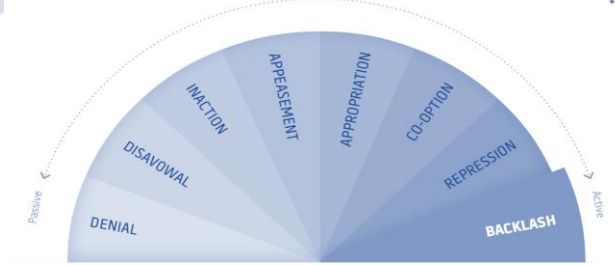 Passive
DENIAL
DISAVOWAL
INACTION
APPEASEMENT
APPROPRIATION
CO-OPTION
REPRESSION
BACKLASH
Active